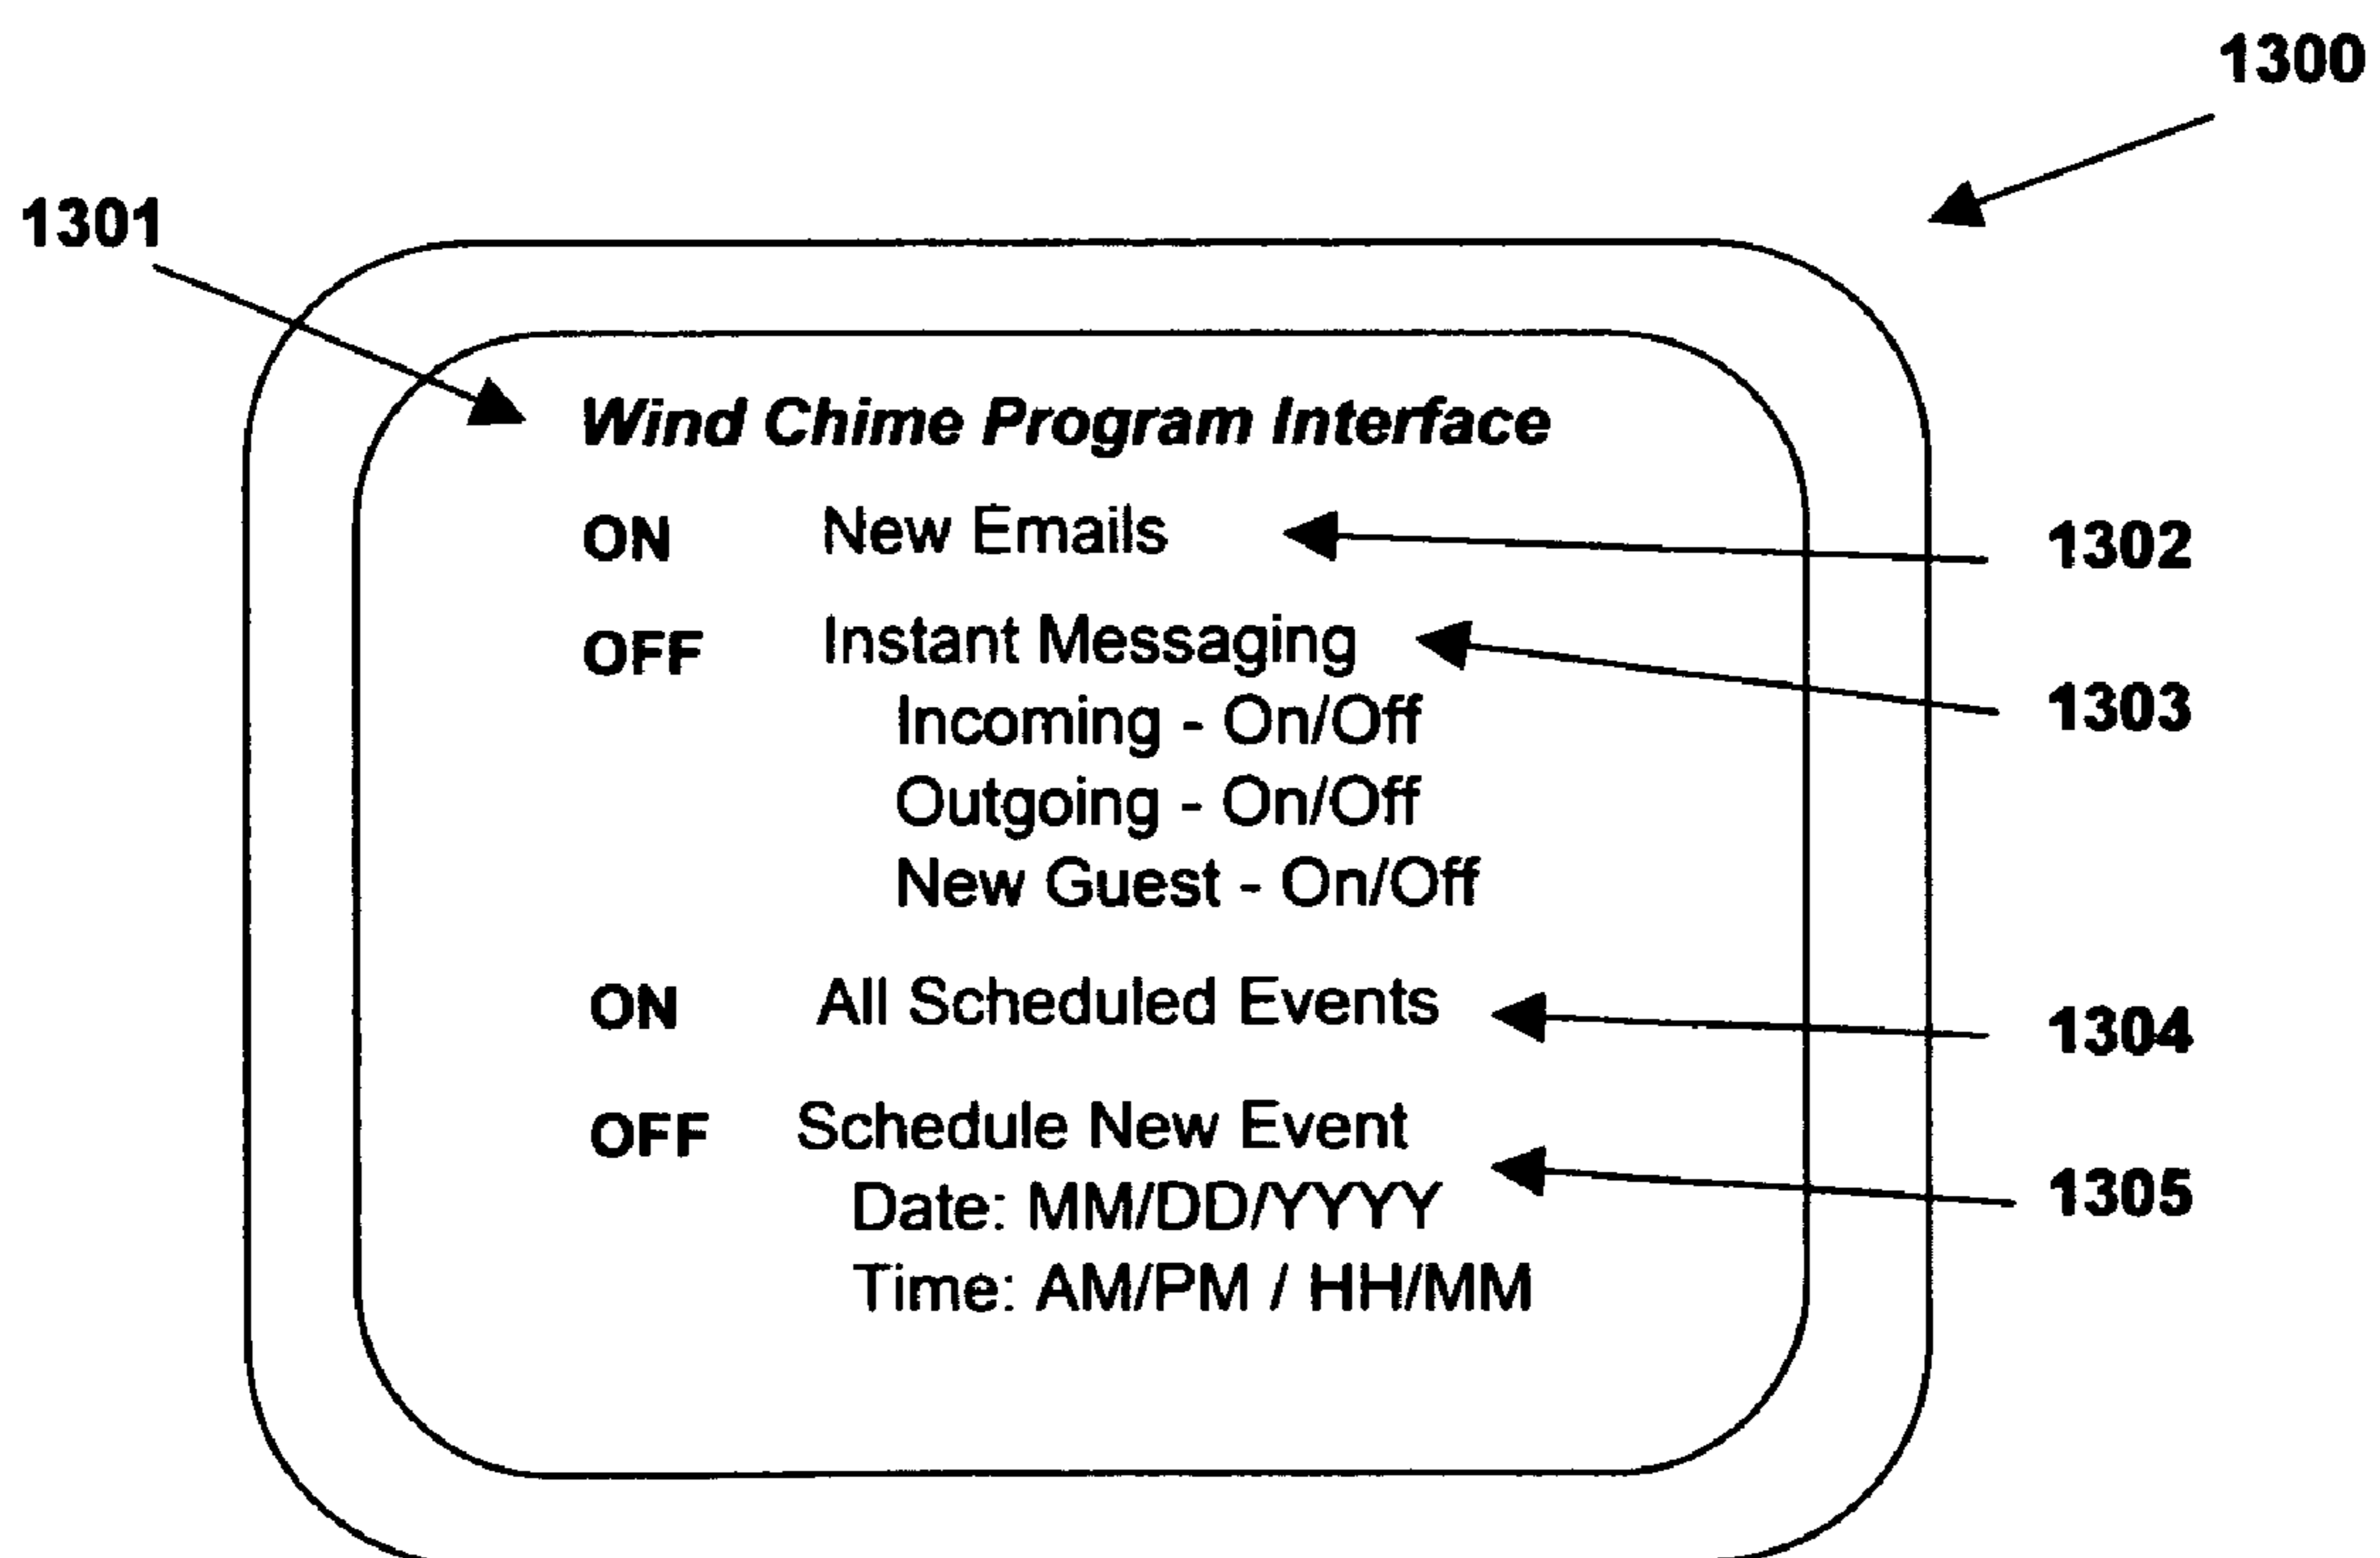 1300
1301
Wind Chime Program Interface
ON New Emails
1302
OFF Instant Messaging
1303
Incoming - On/Off
Outgoing - On/Off
New Guest - On/Off
ON All Scheduled Events
1304
OFF Schedule New Event
1305
Date: MM/DD/YYYY
Time: AM/PM / HH/MM